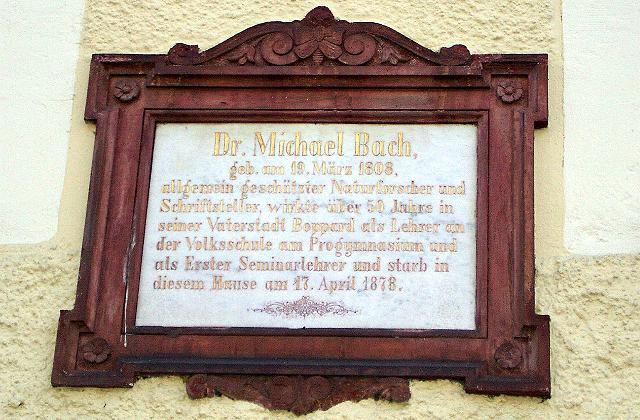 Dr. Michael Bach,
geb. am 19. März 1808,
allgemein geschätzter Naturforscher und
Schriftsteller, wirkte über 50 Jahre in
seiner Vaterstadt Boppard als Lehrer an
der Volksschule am Progymnasium und
als Erster Seminarlehrer und starb in
diesem Hause am 17. April 1878.